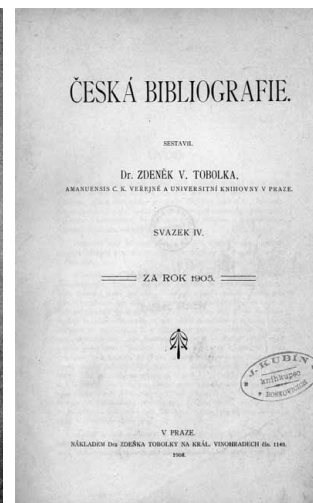 ČESKÁ BIBLIOGRAFIE.
SESTAVIL
Dr. ZDENĚK V. TOBOLKA,
AMANUENSIS C. K. VEŘEJNÉ A UNIVERSITNÍ KNIHOVNY V PRAZE.
SVAZEK IV.
ZA ROK 1905.
J. KUBÍN
knihkupec
V PRAZE.
NÁKLADEM Dra ZDEŇKA TOBOLKY NA KRÁL. VINOHRADECH čís. 1140.